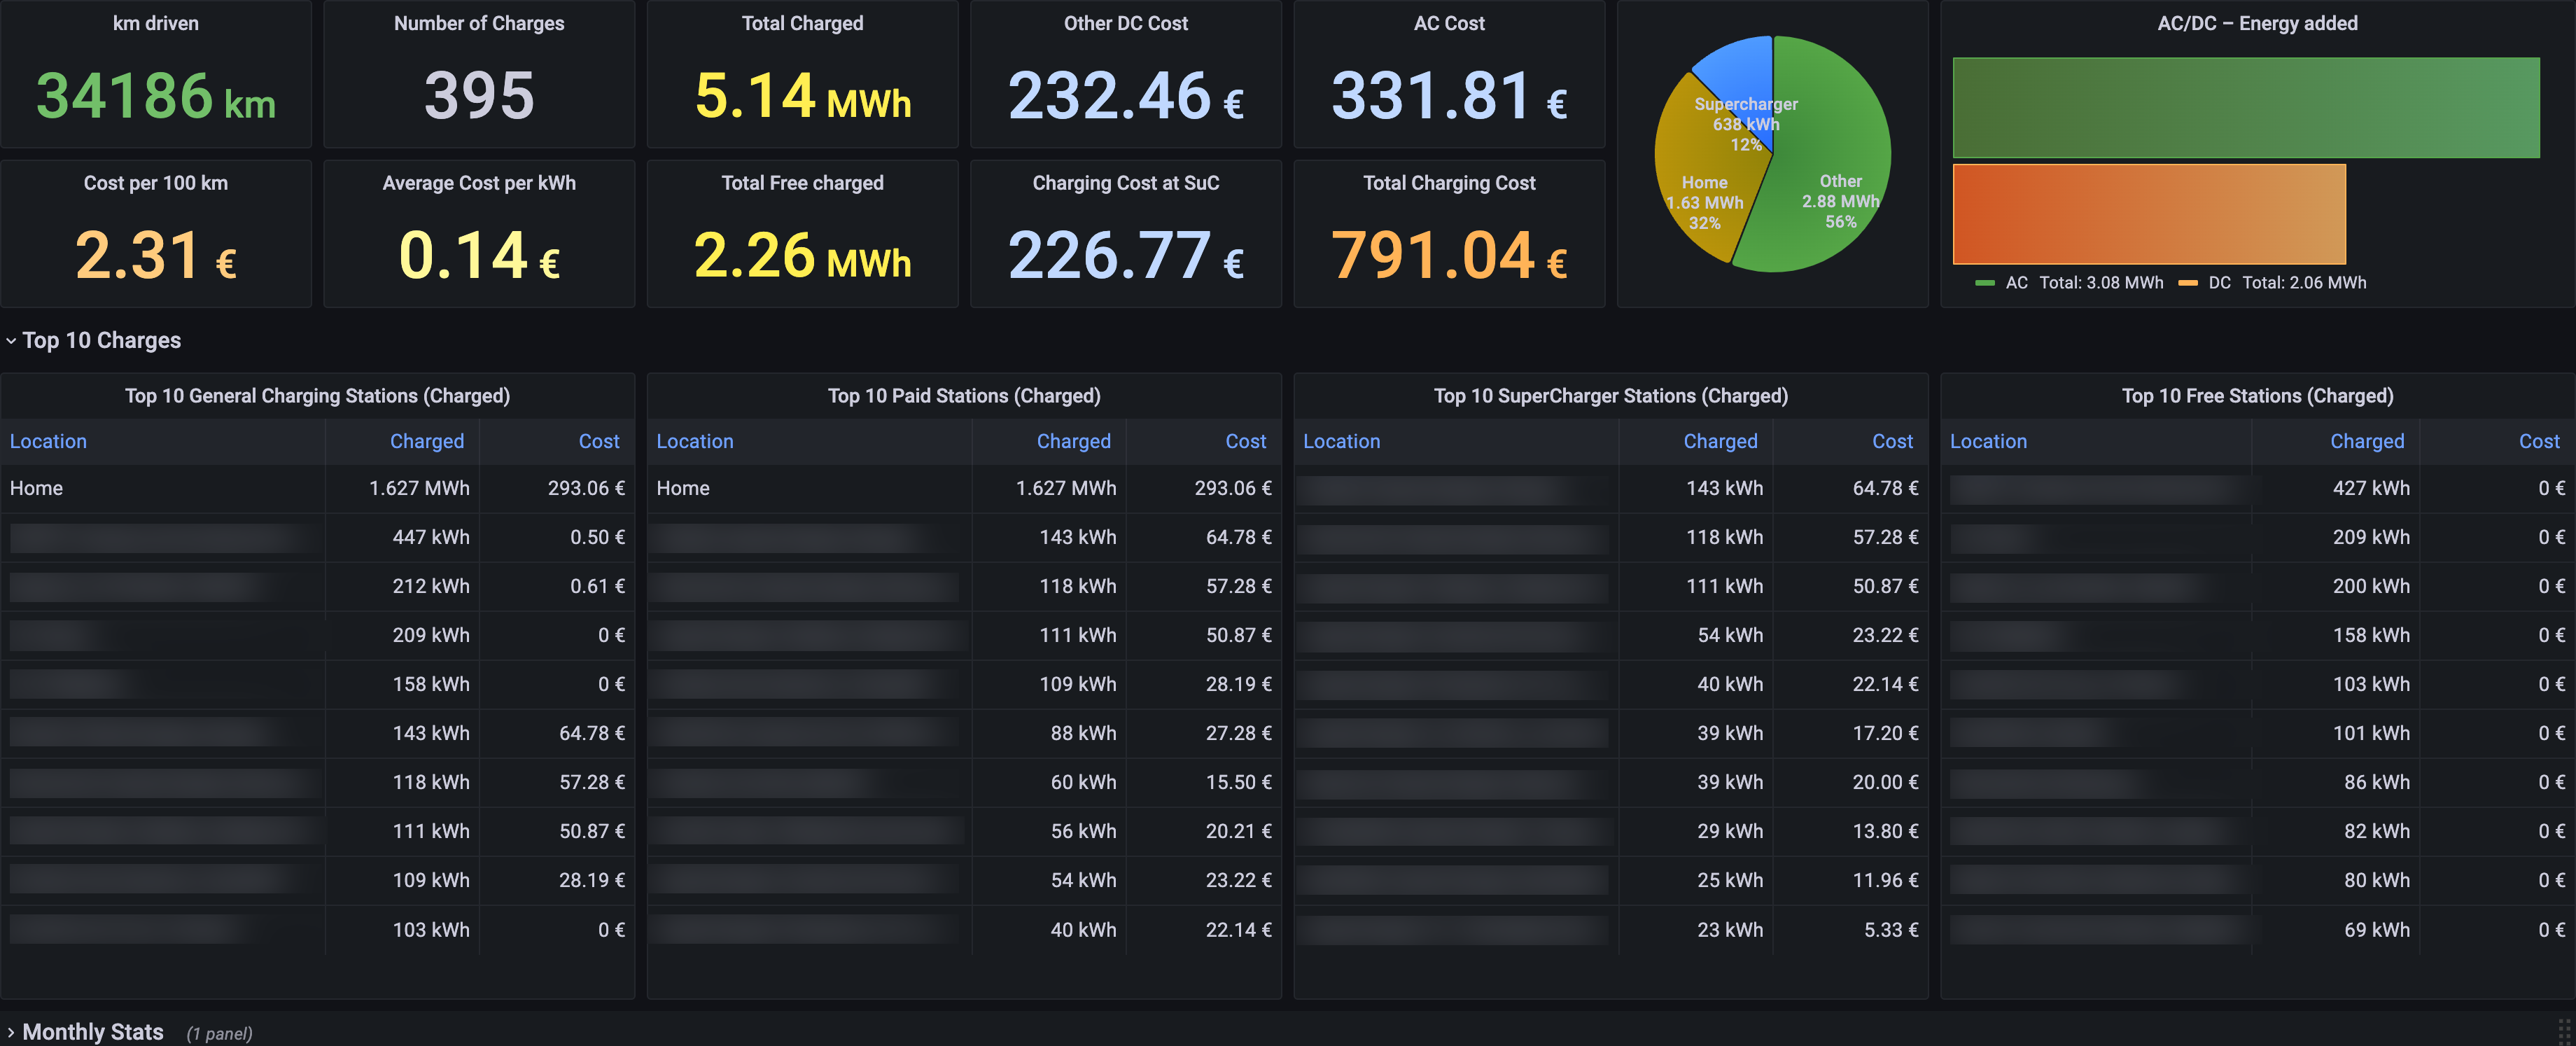 km driven
34186 km
Number of Charges
395
Total Charged
5.14 MWh
Other DC Cost
232.46 €
AC Cost
331.81 €
Cost per 100 km
2.31 €
Average Cost per kWh
0.14 €
Total Free charged
2.26 MWh
Charging Cost at SuC
226.77 €
Total Charging Cost
791.04 €
Supercharger
638 kWh
12%
Home
1.63 MWh
32%
Other
2.88 MWh
56%
AC/DC – Energy added
AC Total: 3.08 MWh DC Total: 2.06 MWh
Top 10 Charges
Top 10 General Charging Stations (Charged)
Location Charged Cost
Home 1.627 MWh 293.06 €
447 kWh 0.50 €
212 kWh 0.61 €
209 kWh 0 €
158 kWh 0 €
143 kWh 64.78 €
118 kWh 57.28 €
111 kWh 50.87 €
109 kWh 28.19 €
103 kWh 0 €
Top 10 Paid Stations (Charged)
Location Charged Cost
Home 1.627 MWh 293.06 €
143 kWh 64.78 €
118 kWh 57.28 €
111 kWh 50.87 €
109 kWh 28.19 €
88 kWh 27.28 €
60 kWh 15.50 €
56 kWh 20.21 €
54 kWh 23.22 €
40 kWh 22.14 €
Top 10 SuperCharger Stations (Charged)
Location Charged Cost
143 kWh 64.78 €
118 kWh 57.28 €
111 kWh 50.87 €
54 kWh 23.22 €
40 kWh 22.14 €
39 kWh 17.20 €
39 kWh 20.00 €
29 kWh 13.80 €
25 kWh 11.96 €
23 kWh 5.33 €
Top 10 Free Stations (Charged)
Location Charged Cost
427 kWh 0 €
209 kWh 0 €
200 kWh 0 €
158 kWh 0 €
103 kWh 0 €
101 kWh 0 €
86 kWh 0 €
82 kWh 0 €
80 kWh 0 €
69 kWh 0 €
Monthly Stats (1 panel)